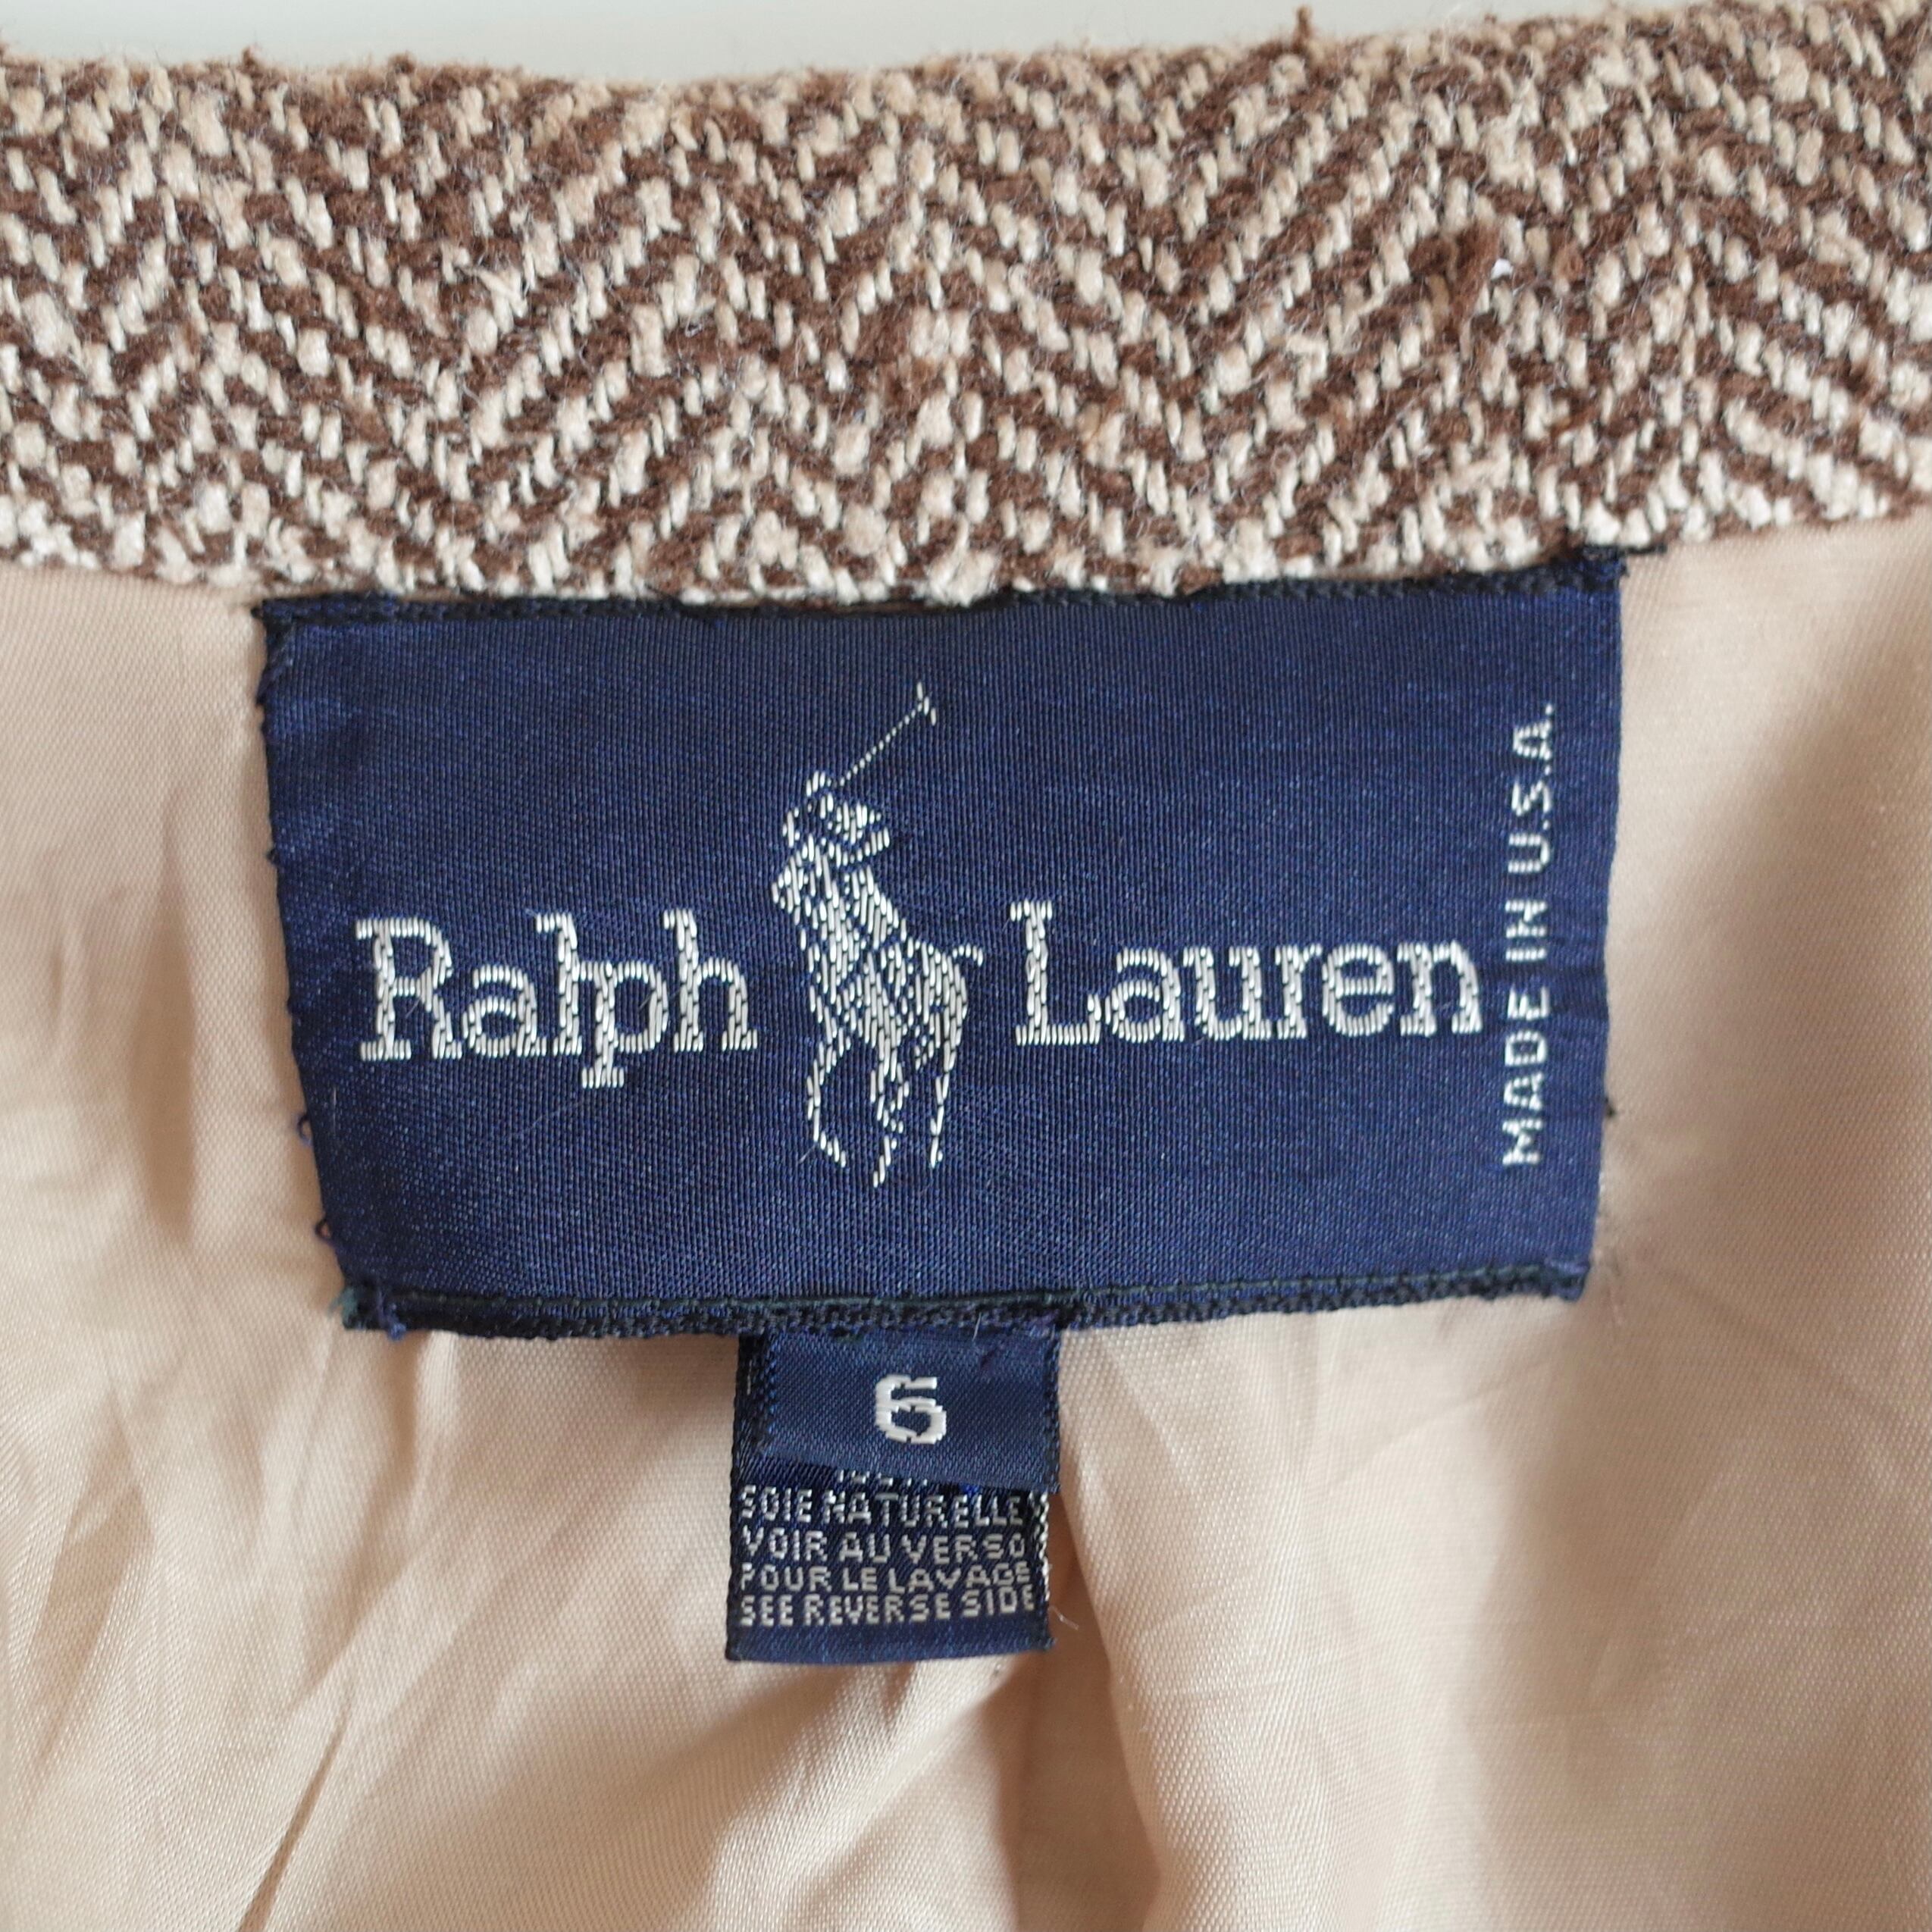 Ralph Lauren
MADE IN U.S.A.
6
SOIE NATURELLE
VOIR AU VERSO
POUR LE LAVAGE
SEE REVERSE SIDE